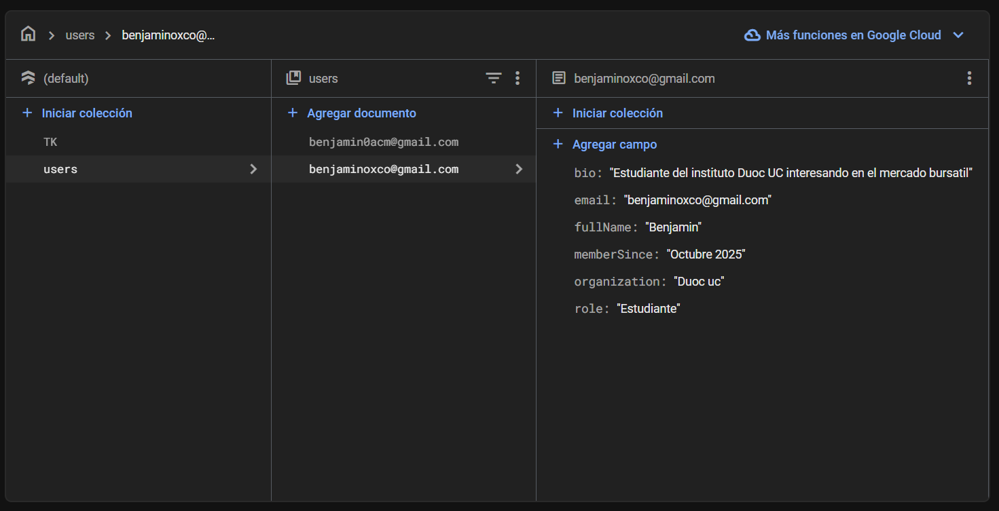 users
benjaminoxco@...
Más funciones en Google Cloud
(default)
users
benjaminoxco@gmail.com
Iniciar colección
Agregar documento
Iniciar colección
TK
users
benjamin0acm@gmail.com
benjaminoxco@gmail.com
Agregar campo
bio: "Estudiante del instituto Duoc UC interesando en el mercado bursatil"
email: "benjaminoxco@gmail.com"
fullName: "Benjamin"
memberSince: "Octubre 2025"
organization: "Duoc uc"
role: "Estudiante"